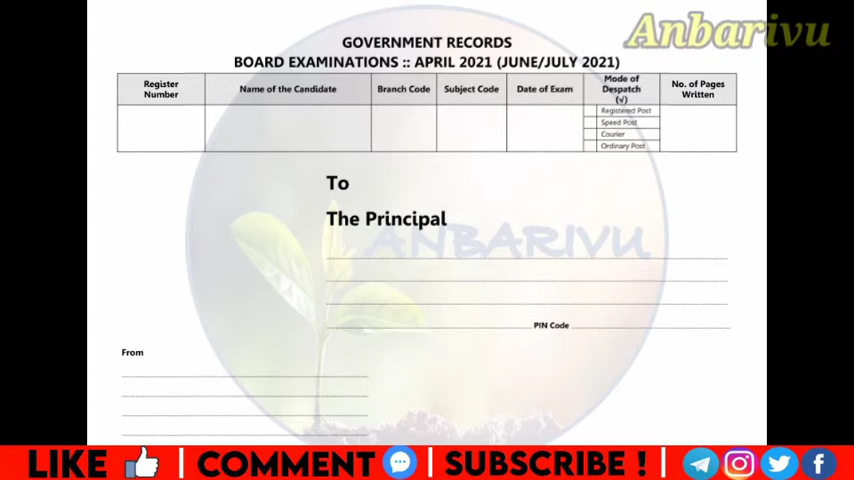 Anbarivu
GOVERNMENT RECORDS
BOARD EXAMINATIONS :: APRIL 2021 (JUNE/JULY 2021)
Register Number | Name of the Candidate | Branch Code | Subject Code | Date of Exam | Mode of Despatch (√) | No. of Pages Written
Registered Post
Speed Post
Courier
Ordinary Post
To
The Principal
ANBARIVU
PIN Code
From
LIKE | COMMENT | SUBSCRIBE ! |